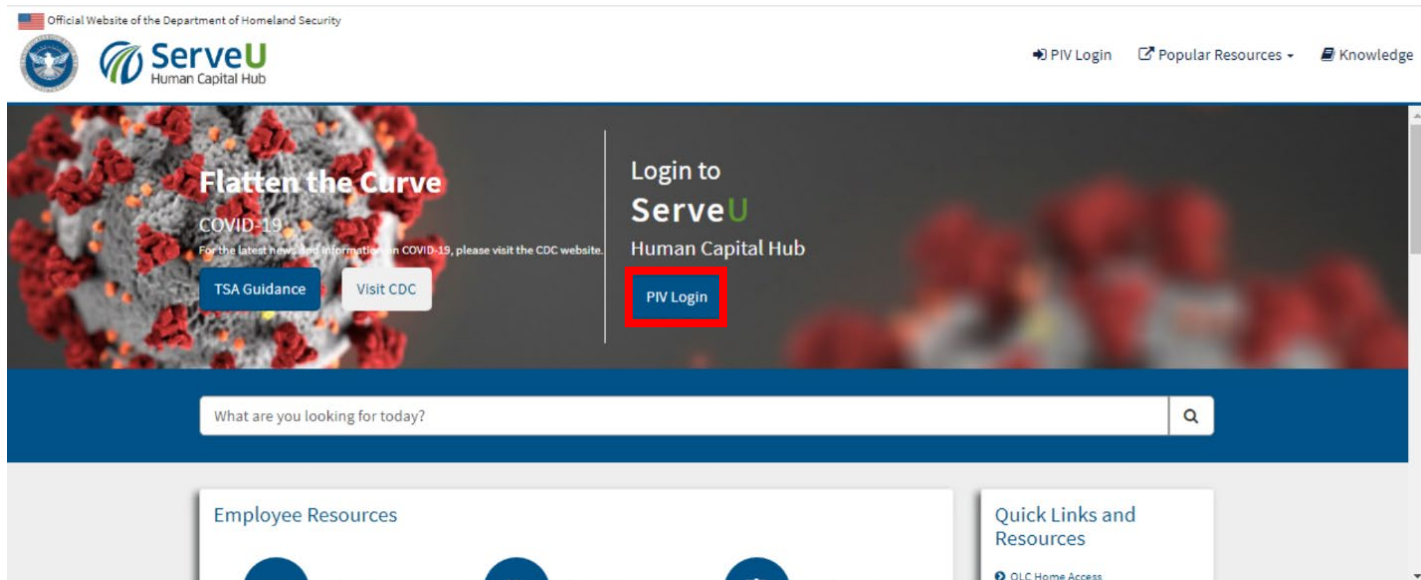 Official Website of the Department of Homeland Security
ServeU
Human Capital Hub
PIV Login
Popular Resources
Knowledge
Flatten the Curve
COVID-19
For the latest news and information on COVID-19, please visit the CDC website.
TSA Guidance
Visit CDC
Login to
ServeU
Human Capital Hub
PIV Login
What are you looking for today?
Employee Resources
Quick Links and
Resources
OLC Home Access